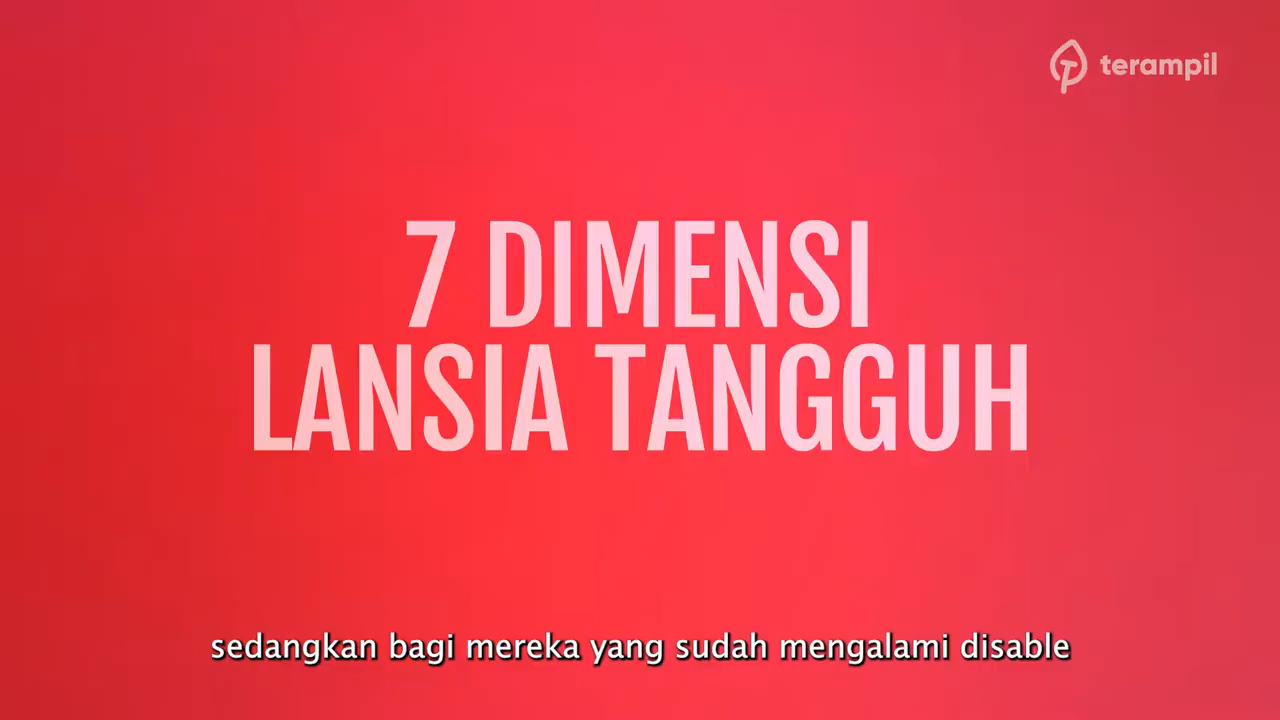 terampil
7 DIMENSI
LANSIA TANGGUH
sedangkan bagi mereka yang sudah mengalami disable